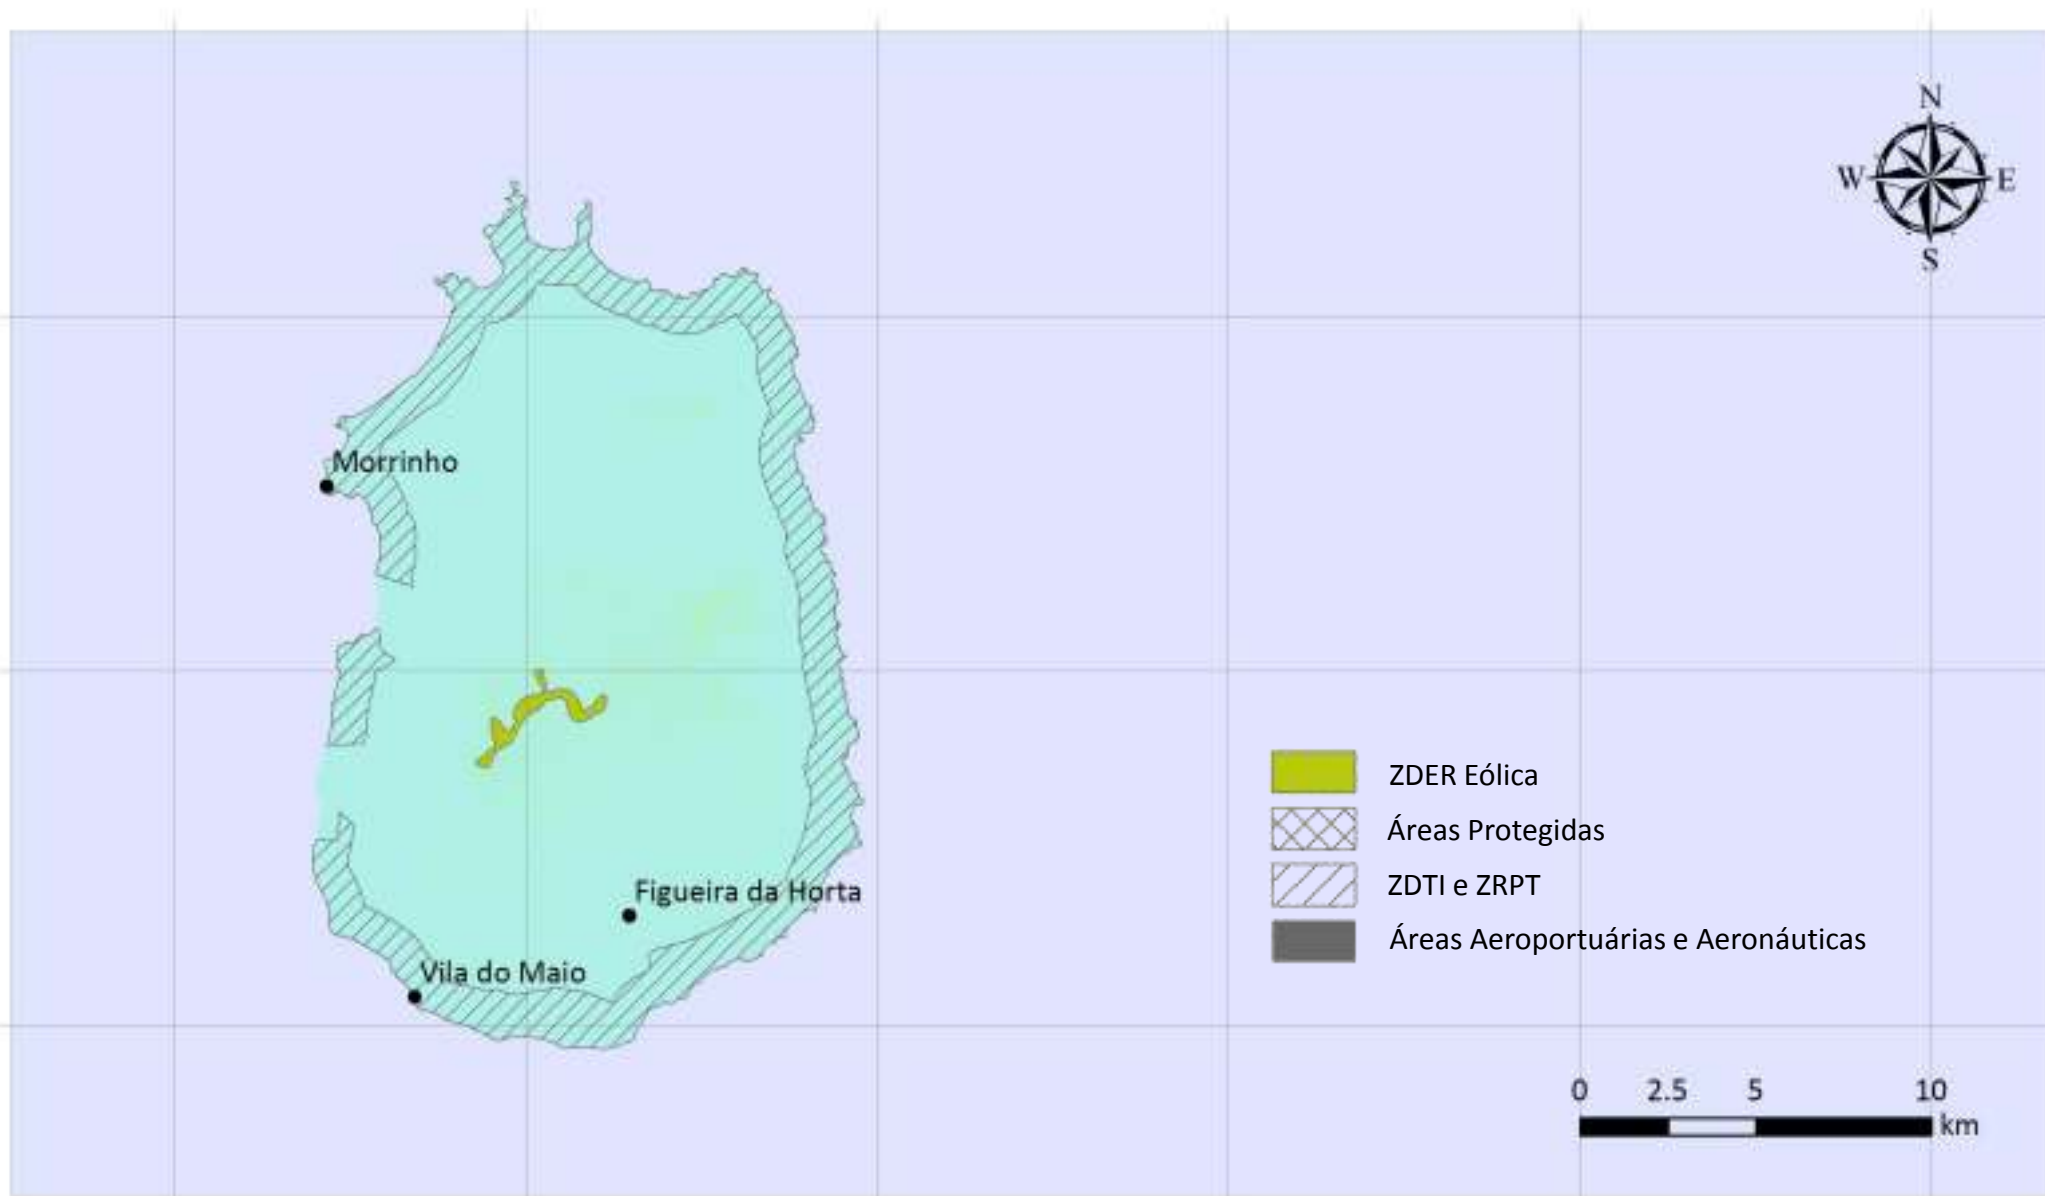 N
W E
S
Morrinho
Figueira da Horta
Vila do Maio
ZDER Eólica
Áreas Protegidas
ZDTI e ZRPT
Áreas Aeroportuárias e Aeronáuticas
0 2.5 5 10
km